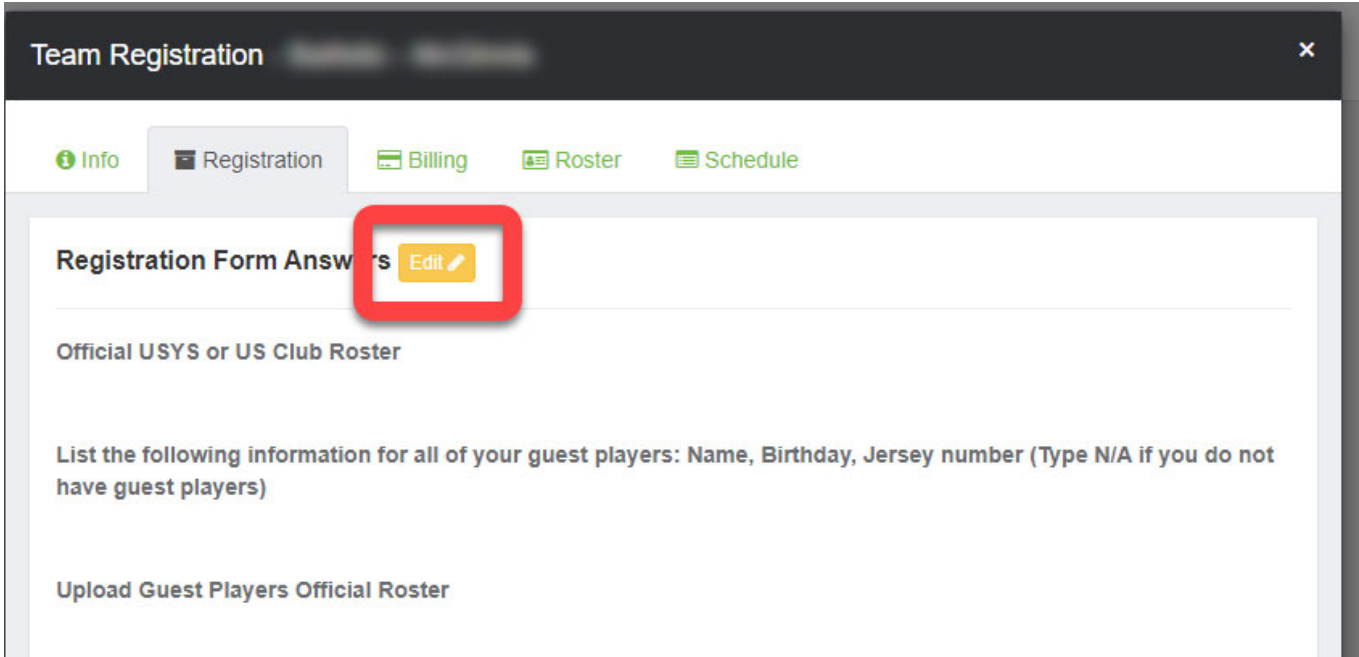 Team Registration
×
Info
Registration
Billing
Roster
Schedule
Registration Form Answers Edit
Official USYS or US Club Roster
List the following information for all of your guest players: Name, Birthday, Jersey number (Type N/A if you do not
have guest players)
Upload Guest Players Official Roster